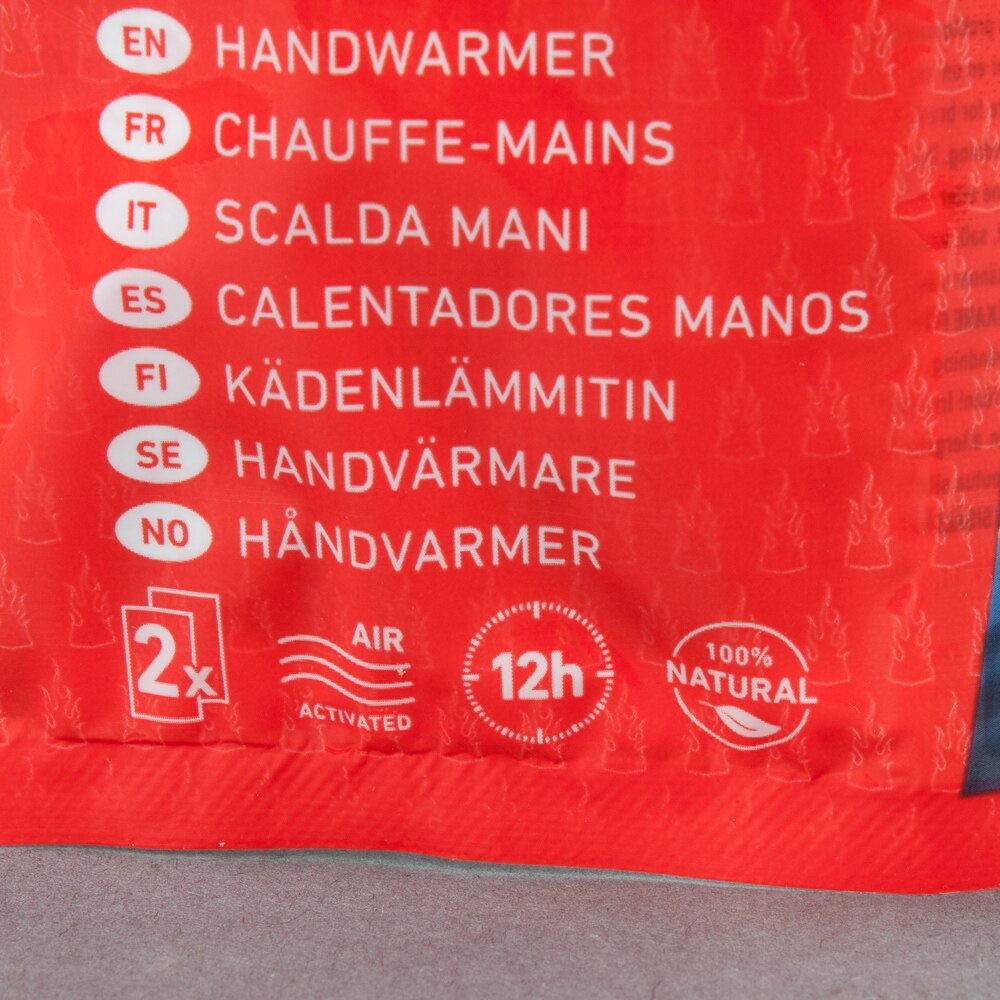 EN HANDWARMER
FR CHAUFFE-MAINS
IT SCALDA MANI
ES CALENTADORES MANOS
FI KÄDENLÄMMITIN
SE HANDVÄRMARE
NO HÅNDVARMER
2x
AIR
ACTIVATED
12h
100%
NATURAL